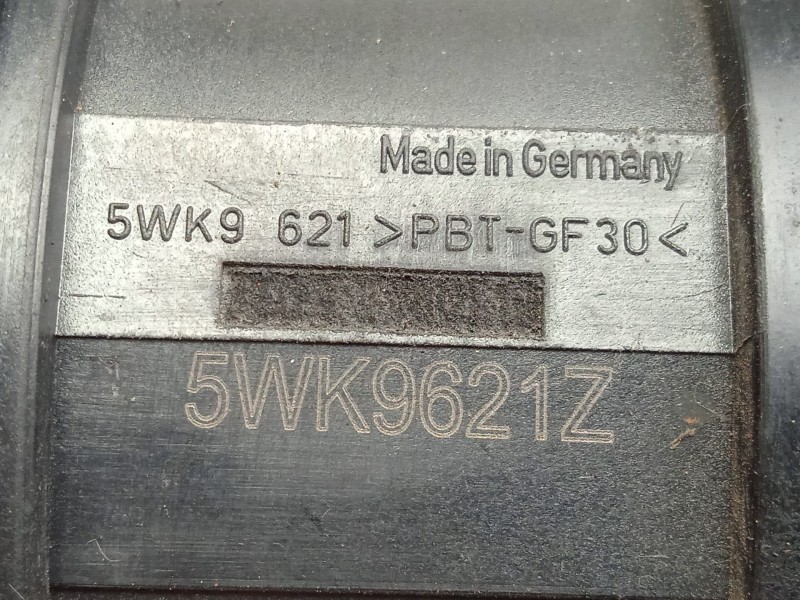 Made in Germany
5WK9 621 >PBT-GF30<
5WK9621Z